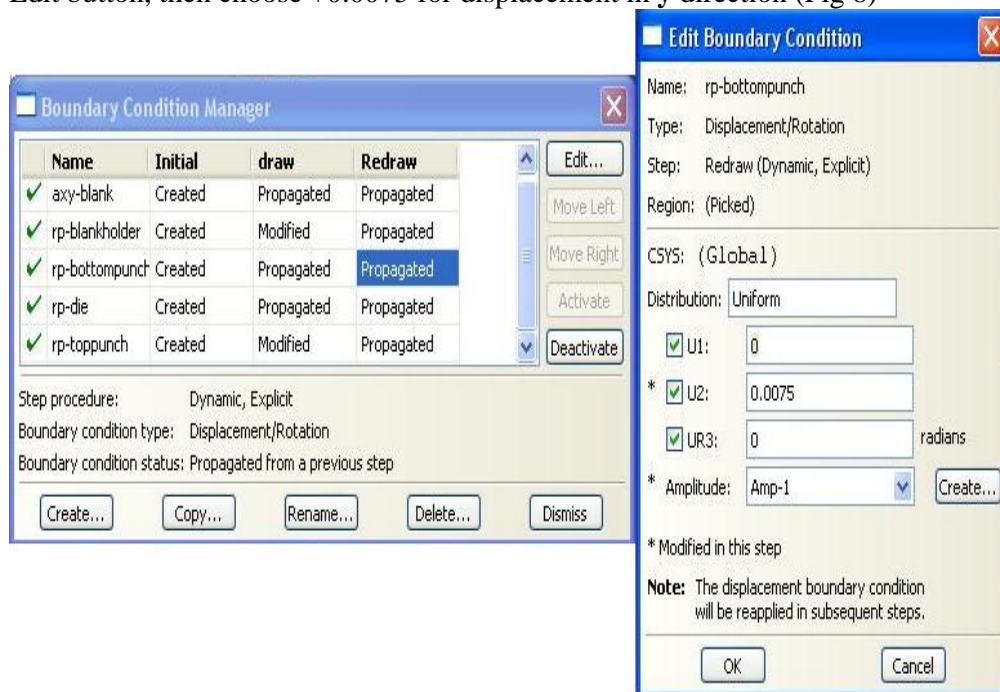 Edit button, then choose +0.0075 for displacement in y direction (Fig 8)
Boundary Condition Manager
Name Initial draw Redraw
axy-blank Created Propagated Propagated
rp-blankholder Created Modified Propagated
rp-bottompunch Created Propagated Propagated
rp-die Created Propagated Propagated
rp-toppunch Created Modified Propagated
Edit...
Move Left
Move Right
Activate
Deactivate
Step procedure: Dynamic, Explicit
Boundary condition type: Displacement/Rotation
Boundary condition status: Propagated from a previous step
Create... Copy... Rename... Delete... Dismiss
Edit Boundary Condition
Name: rp-bottompunch
Type: Displacement/Rotation
Step: Redraw (Dynamic, Explicit)
Region: (Picked)
CSYS: (Global)
Distribution: Uniform
U1: 0
* U2: 0.0075
UR3: 0 radians
* Amplitude: Amp-1 Create...
* Modified in this step
Note: The displacement boundary condition
will be reapplied in subsequent steps.
OK Cancel